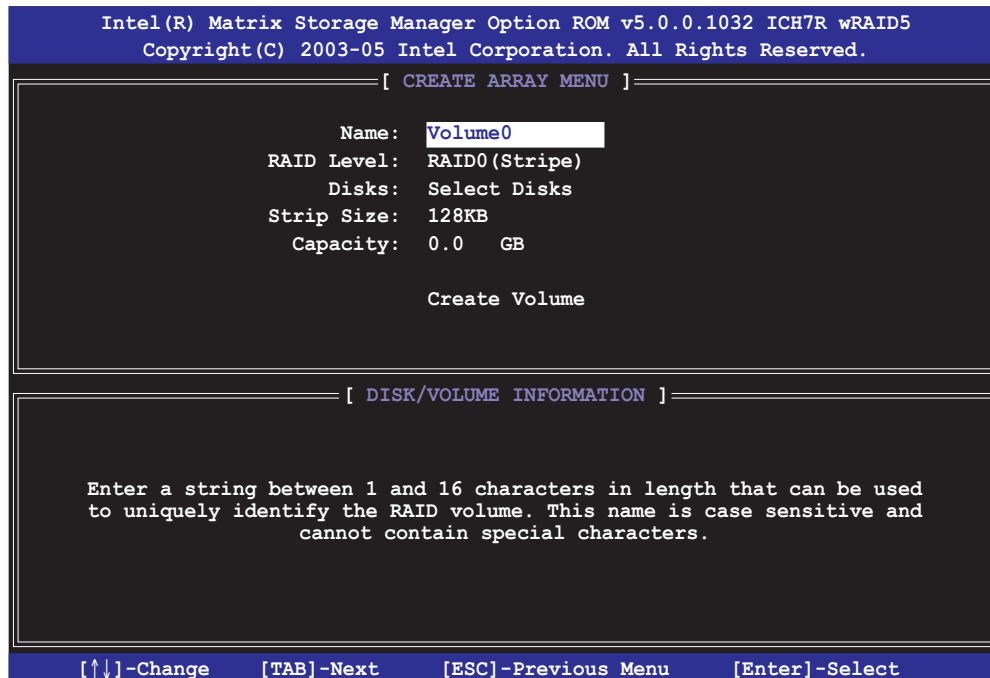 Intel(R) Matrix Storage Manager Option ROM v5.0.0.1032 ICH7R wRAID5
Copyright(C) 2003-05 Intel Corporation. All Rights Reserved.
[ CREATE ARRAY MENU ]
Name: Volume0
RAID Level: RAID0(Stripe)
Disks: Select Disks
Strip Size: 128KB
Capacity: 0.0 GB
Create Volume
[ DISK/VOLUME INFORMATION ]
Enter a string between 1 and 16 characters in length that can be used
to uniquely identify the RAID volume. This name is case sensitive and
cannot contain special characters.
[↑↓]-Change [TAB]-Next [ESC]-Previous Menu [Enter]-Select